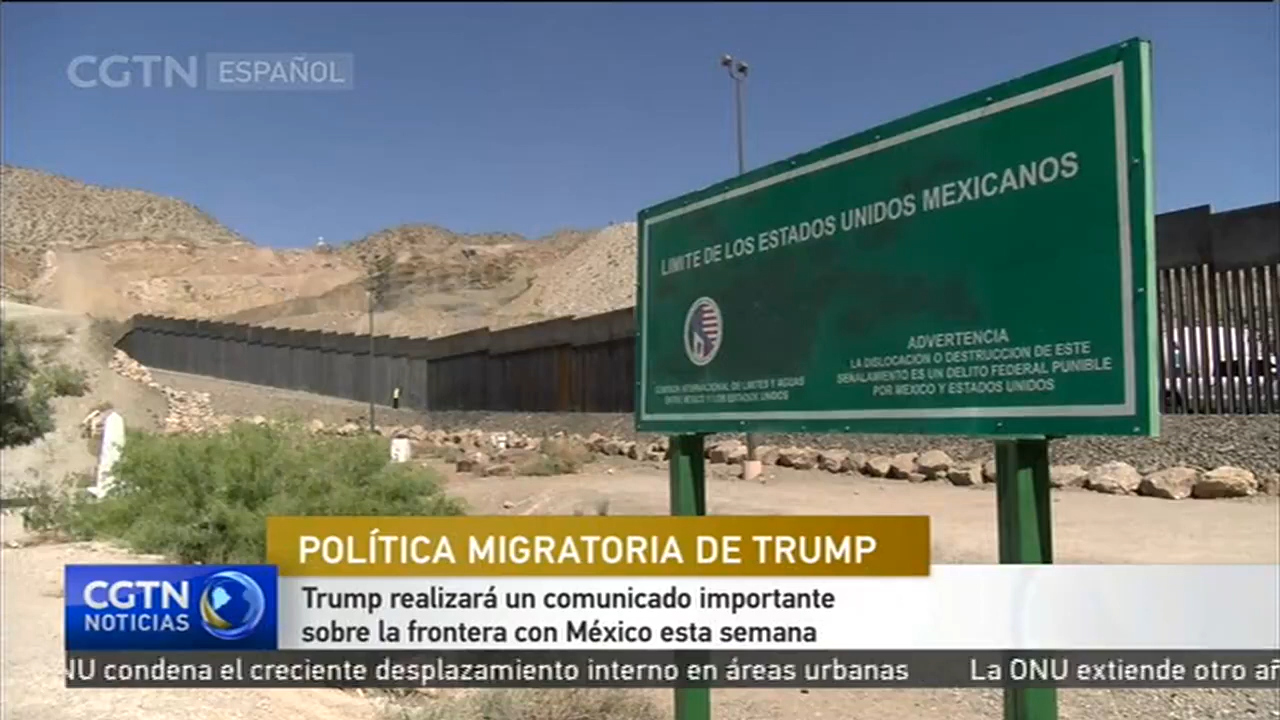 CGTN ESPAÑOL
LIMITE DE LOS ESTADOS UNIDOS MEXICANOS
COMISION INTERNACIONAL DE LIMITES Y AGUAS
ENTRE MEXICO Y LOS ESTADOS UNIDOS
ADVERTENCIA
LA DISLOCACION O DESTRUCCION DE ESTE
SEÑALAMIENTO ES UN DELITO FEDERAL PUNIBLE
POR MEXICO Y ESTADOS UNIDOS
POLÍTICA MIGRATORIA DE TRUMP
CGTN
NOTICIAS
Trump realizará un comunicado importante
sobre la frontera con México esta semana
NU condena el creciente desplazamiento interno en áreas urbanas La ONU extiende otro añ